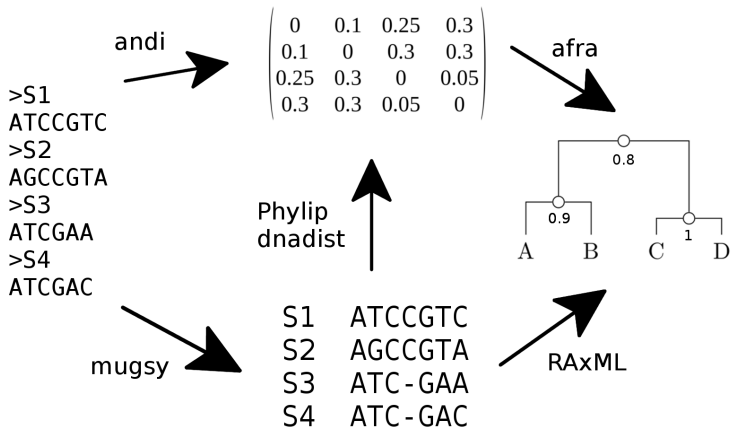 andi
0 0.1 0.25 0.3
0.1 0 0.3 0.3
0.25 0.3 0 0.05
0.3 0.3 0.05 0
afra
>S1
ATCCGTC
>S2
AGCCGTA
>S3
ATCGAA
>S4
ATCGAC
Phylip
dnadist
0.8
0.9
1
A B C D
mugsy
S1 ATCCGTC
S2 AGCCGTA
S3 ATC-GAA
S4 ATC-GAC
RAxML